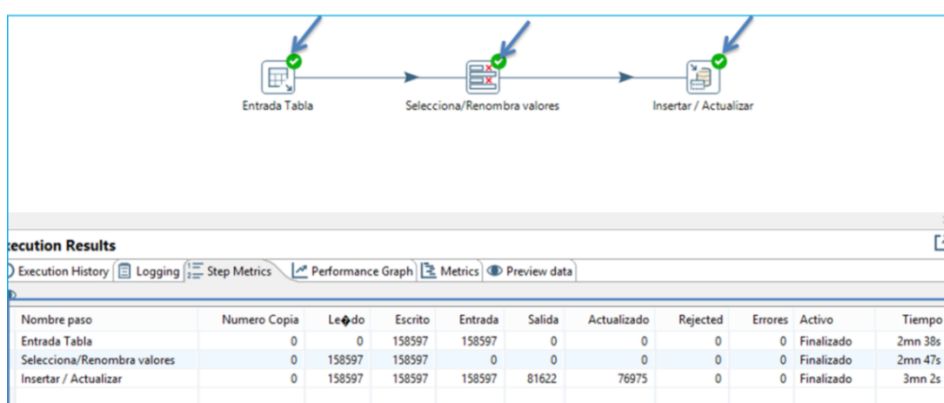 Entrada Tabla Selecciona/Renombra valores Insertar / Actualizar
xecution Results
Execution History Logging Step Metrics Performance Graph Metrics Preview data
Nombre paso Numero Copia Le�do Escrito Entrada Salida Actualizado Rejected Errores Activo Tiempo
Entrada Tabla 0 0 158597 158597 0 0 0 0 Finalizado 2mn 38s
Selecciona/Renombra valores 0 158597 158597 0 0 0 0 0 Finalizado 2mn 47s
Insertar / Actualizar 0 158597 158597 158597 81622 76975 0 0 Finalizado 3mn 2s